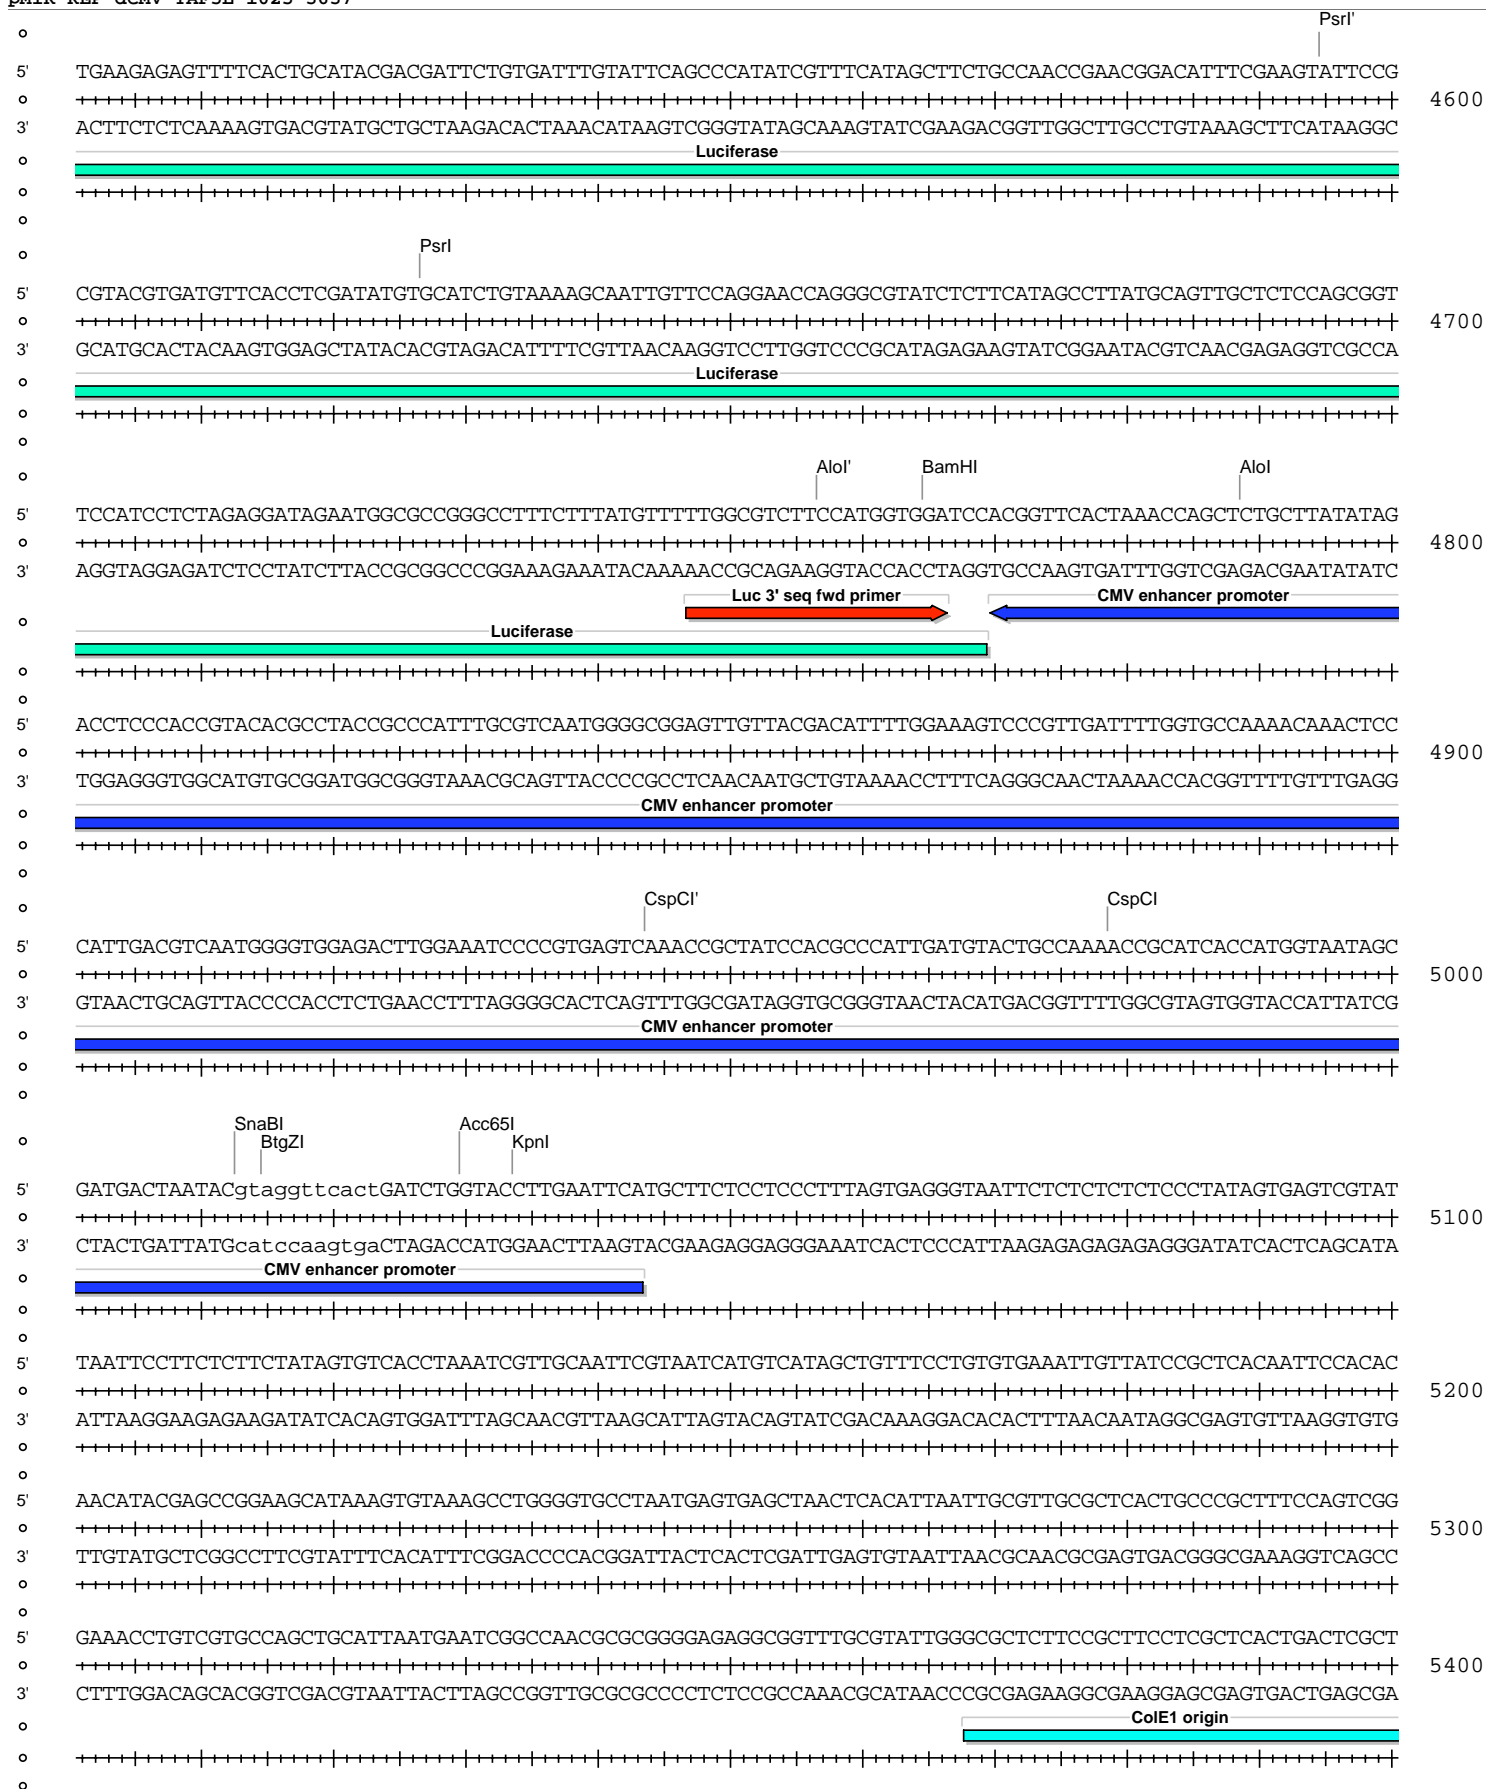 PsrI'
5' TGAAGAGAGTTTTCACTGCATACGACGATTCTGTGATTTGTATTCAGCCCATATCGTTTCATAGCTTCTGCCAACCGAACGGACATTTCGAAGTATTCCG
4600
3' ACTTCTCTCAAAAGTGACGTATGCTGCTAAGACACTAAACATAAGTCGGGTATAGCAAAGTATCGAAGACGGTTGGCTTGCCTGTAAAGCTTCATAAGGC
Luciferase
PsrI
5' CGTACGTGATGTTCACCTCGATATGTGCATCTGTAAAAGCAATTGTTCCAGGAACCAGGGCGTATCTCTTCATAGCCTTATGCAGTTGCTCTCCAGCGGT
4700
3' GCATGCACTACAAGTGGAGCTATACACGTAGACATTTTCGTTAACAAGGTCCTTGGTCCCGCATAGAGAAGTATCGGAATACGTCAACGAGAGGTCGCCA
Luciferase
AloI' BamHI AloI
5' TCCATCCTCTAGAGGATAGAATGGCGCCGGGCCTTTCTTTATGTTTTTGGCGTCTTCCATGGTGGATCCACGGTTCACTAAACCAGCTCTGCTTATATAG
4800
3' AGGTAGGAGATCTCCTATCTTACCGCGGCCCGGAAAGAAATACAAAAACCGCAGAAGGTACCACCTAGGTGCCAAGTGATTTGGTCGAGACGAATATATC
Luc 3' seq fwd primer CMV enhancer promoter
Luciferase
5' ACCTCCCACCGTACACGCCTACCGCCCATTTGCGTCAATGGGGCGGAGTTGTTACGACATTTTGGAAAGTCCCGTTGATTTTGGTGCCAAAACAAACTCC
4900
3' TGGAGGGTGGCATGTGCGGATGGCGGGTAAACGCAGTTACCCCGCCTCAACAATGCTGTAAAACCTTTCAGGGCAACTAAAACCACGGTTTTGTTTGAGG
CMV enhancer promoter
CspCI' CspCI
5' CATTGACGTCAATGGGGTGGAGACTTGGAAATCCCCGTGAGTCAAACCGCTATCCACGCCCATTGATGTACTGCCAAAACCGCATCACCATGGTAATAGC
5000
3' GTAACTGCAGTTACCCCACCTCTGAACCTTTAGGGGCACTCAGTTTGGCGATAGGTGCGGGTAACTACATGACGGTTTTGGCGTAGTGGTACCATTATCG
CMV enhancer promoter
SnaBI Acc65I
BtgZI KpnI
5' GATGACTAATACgtaggttcactGATCTGGTACCTTGAATTCATGCTTCTCCTCCCTTTAGTGAGGGTAATTCTCTCTCTCTCCCTATAGTGAGTCGTAT
5100
3' CTACTGATTATGcatccaagtgaCTAGACCATGGAACTTAAGTACGAAGAGGAGGGAAATCACTCCCATTAAGAGAGAGAGAGGGATATCACTCAGCATA
CMV enhancer promoter
5' TAATTCCTTCTCTTCTATAGTGTCACCTAAATCGTTGCAATTCGTAATCATGTCATAGCTGTTTCCTGTGTGAAATTGTTATCCGCTCACAATTCCACAC
5200
3' ATTAAGGAAGAGAAGATATCACAGTGGATTTAGCAACGTTAAGCATTAGTACAGTATCGACAAAGGACACACTTTAACAATAGGCGAGTGTTAAGGTGTG
5' AACATACGAGCCGGAAGCATAAAGTGTAAAGCCTGGGGTGCCTAATGAGTGAGCTAACTCACATTAATTGCGTTGCGCTCACTGCCCGCTTTCCAGTCGG
5300
3' TTGTATGCTCGGCCTTCGTATTTCACATTTCGGACCCCACGGATTACTCACTCGATTGAGTGTAATTAACGCAACGCGAGTGACGGGCGAAAGGTCAGCC
5' GAAACCTGTCGTGCCAGCTGCATTAATGAATCGGCCAACGCGCGGGGAGAGGCGGTTTGCGTATTGGGCGCTCTTCCGCTTCCTCGCTCACTGACTCGCT
5400
3' CTTTGGACAGCACGGTCGACGTAATTACTTAGCCGGTTGCGCGCCCCTCTCCGCCAAACGCATAACCCGCGAGAAGGCGAAGGAGCGAGTGACTGAGCGA
ColE1 origin